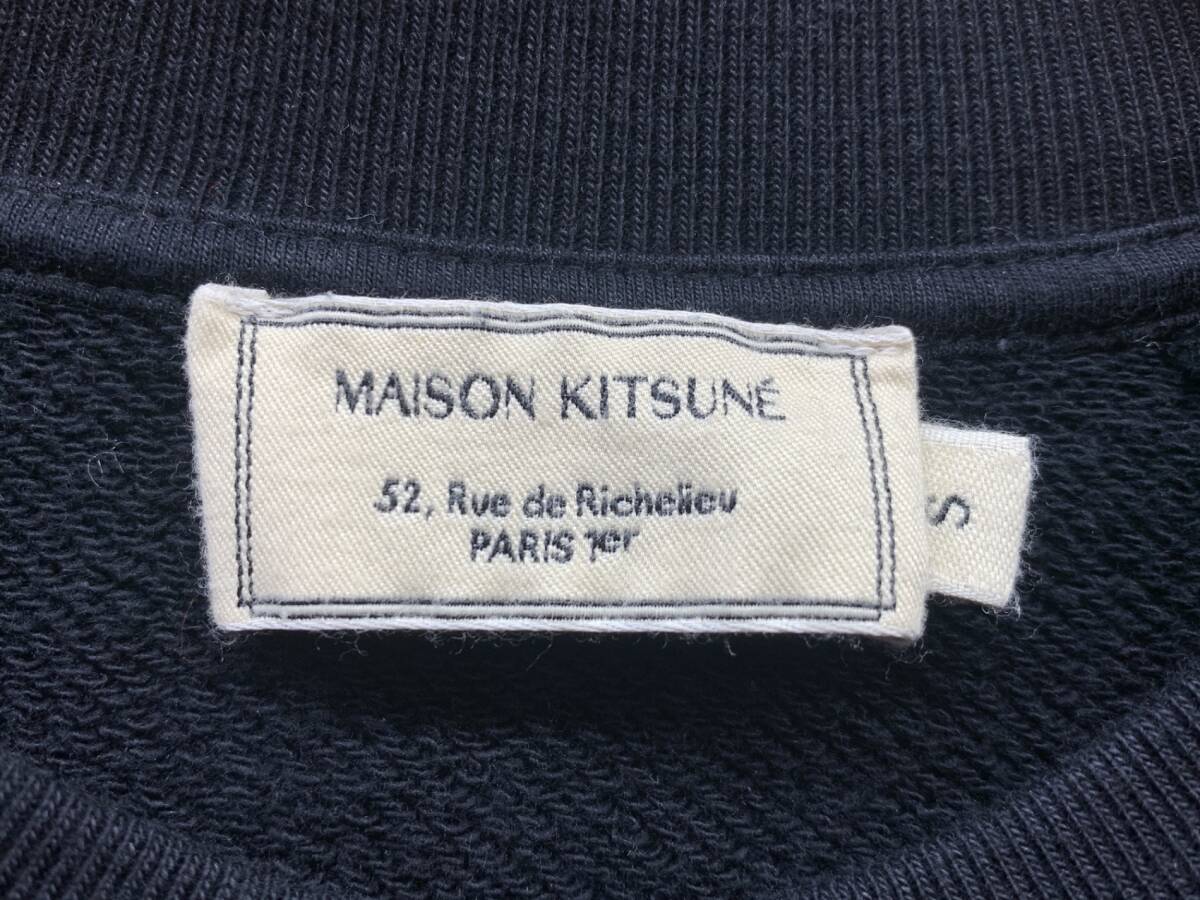 MAISON KITSUNÉ
52, Rue de Richelieu
PARIS 1er
S